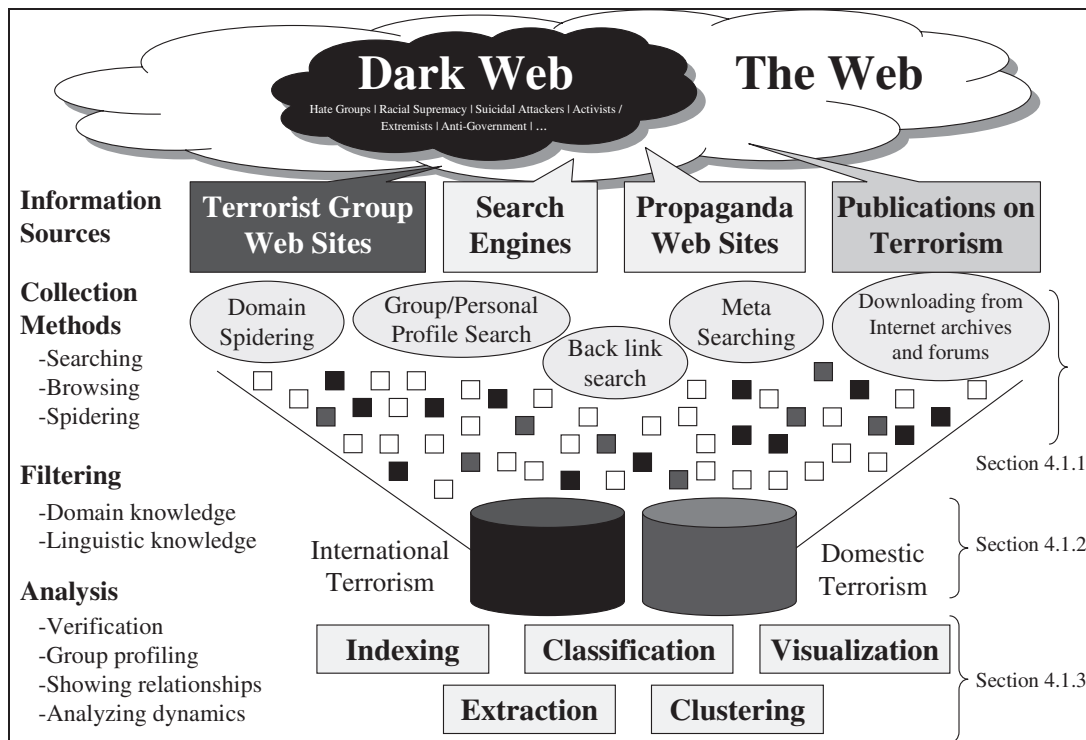 Dark Web
The Web
Hate Groups | Racial Supremacy | Suicidal Attackers | Activists /
Extremists | Anti-Government | ...
Information
Sources
Terrorist Group
Web Sites
Search
Engines
Propaganda
Web Sites
Publications on
Terrorism
Collection
Methods
-Searching
-Browsing
-Spidering
Domain
Spidering
Group/Personal
Profile Search
Back link
search
Meta
Searching
Downloading from
Internet archives
and forums
Section 4.1.1
Filtering
-Domain knowledge
-Linguistic knowledge
International
Terrorism
Domestic
Terrorism
Section 4.1.2
Analysis
-Verification
-Group profiling
-Showing relationships
-Analyzing dynamics
Indexing
Classification
Visualization
Extraction
Clustering
Section 4.1.3